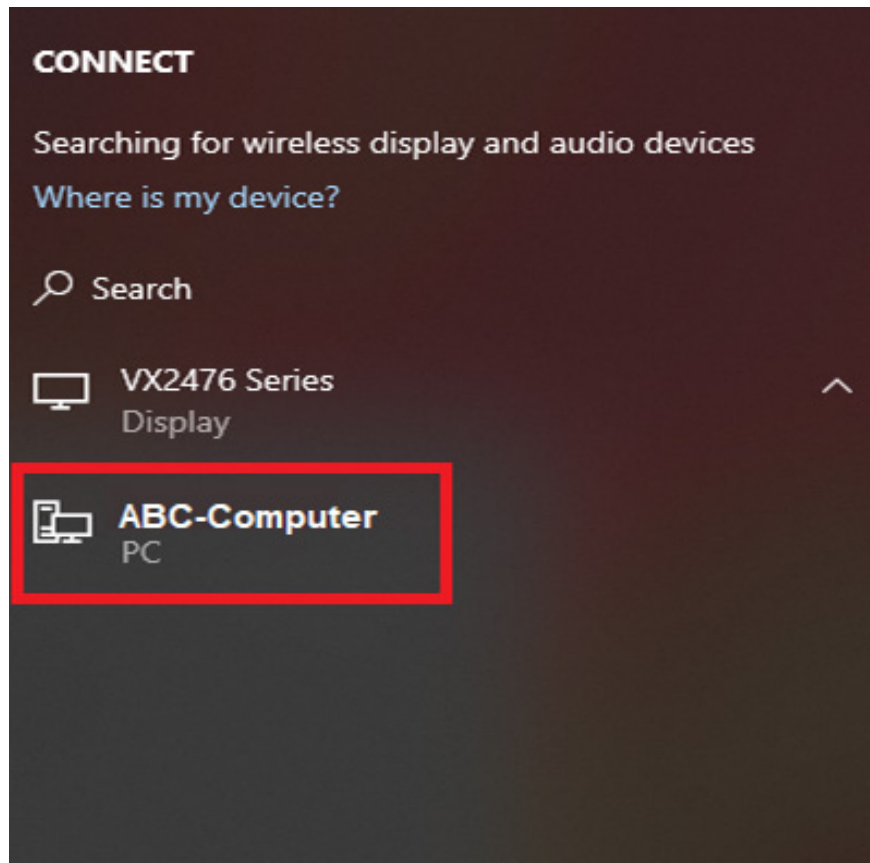 CONNECT
Searching for wireless display and audio devices
Where is my device?
Search
VX2476 Series
Display
ABC-Computer
PC